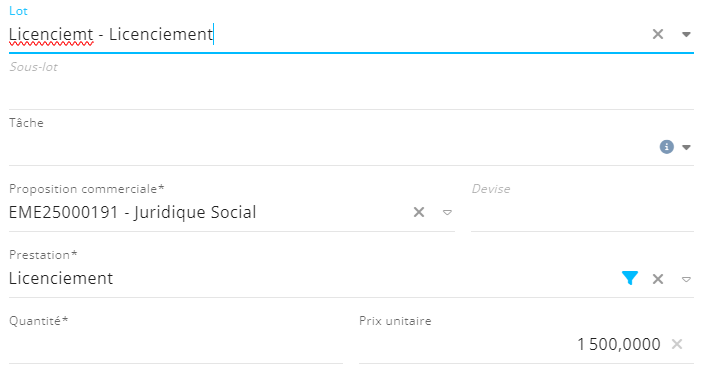 Lot
Licenciemt - Licenciement
Sous-lot
Tâche
Proposition commerciale*
Devise
EME25000191 - Juridique Social
Prestation*
Licenciement
Quantité*
Prix unitaire
1 500,0000